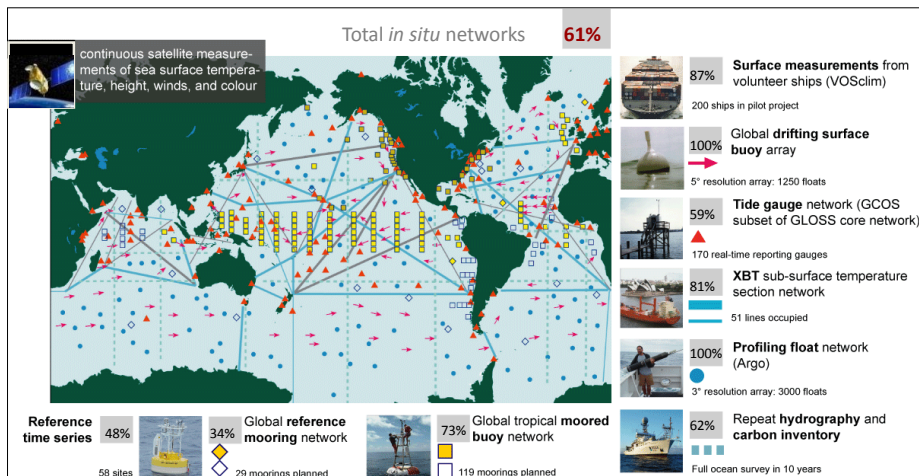 Total in situ networks 61%
continuous satellite measure-
ments of sea surface tempera-
ture, height, winds, and colour
87%
Surface measurements from
volunteer ships (VOSclim)
200 ships in pilot project
100%
Global drifting surface
buoy array
5° resolution array: 1250 floats
59%
Tide gauge network (GCOS
subset of GLOSS core network)
170 real-time reporting gauges
81%
XBT sub-surface temperature
section network
51 lines occupied
100%
Profiling float network
(Argo)
3° resolution array: 3000 floats
62%
Repeat hydrography and
carbon inventory
Full ocean survey in 10 years
Reference
time series
48%
58 sites
34%
Global reference
mooring network
29 moorings planned
73%
Global tropical moored
buoy network
119 moorings planned